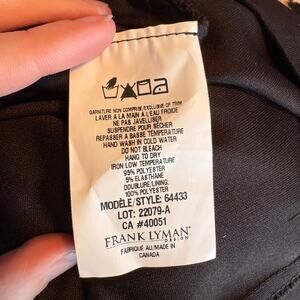 GARNITURE NON COMPRISE/EXCLUSIVE OF TRIM
LAVER A LA MAIN A L'EAU FROIDE
NE PAS JAVELLISER
SUSPENDRE POUR SÉCHER
REPASSER A BASSE TEMPÉRATURE
HAND WASH IN COLD WATER
DO NOT BLEACH
HANG TO DRY
IRON LOW TEMPERATURE
95% POLYESTER
5% ELASTHANE
DOUBLURE/LINING:
100% POLYESTER
MODÈLE/STYLE: 64433
LOT: 22079-A
CA #40051
FRANK LYMAN
DESIGN
FABRIQUÉ AU/MADE IN
CANADA